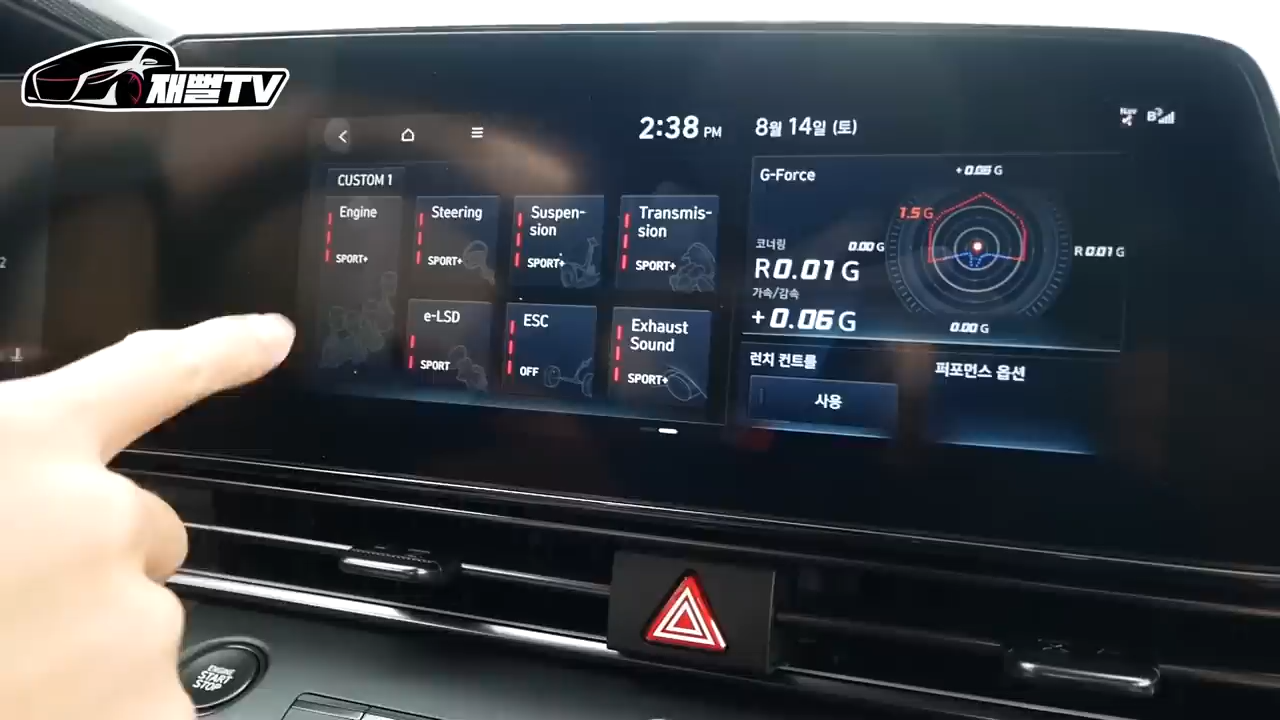 재뻘TV
2:38 PM
8월 14일 (토)
CUSTOM 1
Engine
SPORT+
Steering
SPORT+
Suspen-
sion
SPORT+
Transmis-
sion
SPORT+
e-LSD
SPORT
ESC
OFF
Exhaust
Sound
SPORT+
G-Force
+0.06 G
1.5 G
코너링
0.00 G
R 0.01 G
R 0.01 G
가속/감속
+ 0.06 G
0.00 G
런치 컨트롤
사용
퍼포먼스 옵션
ENGINE
START
STOP
2